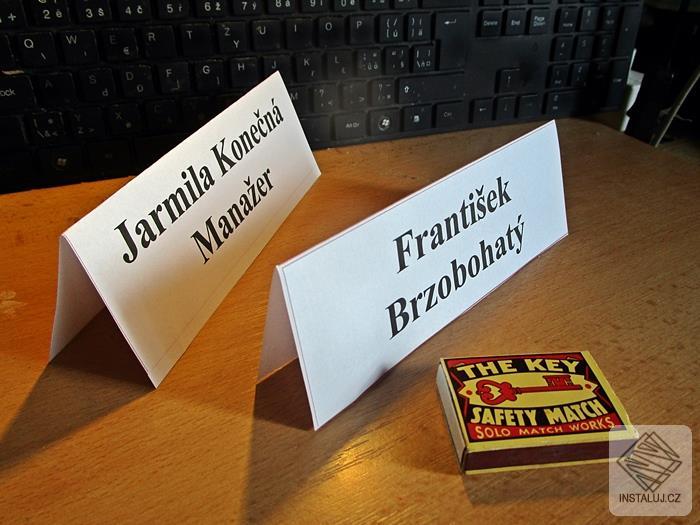 Jarmila Konečná
Manažer
František
Brzobohatý
THE KEY
SAFETY MATCH
SOLO MATCH WORKS
INSTALUJ.CZ